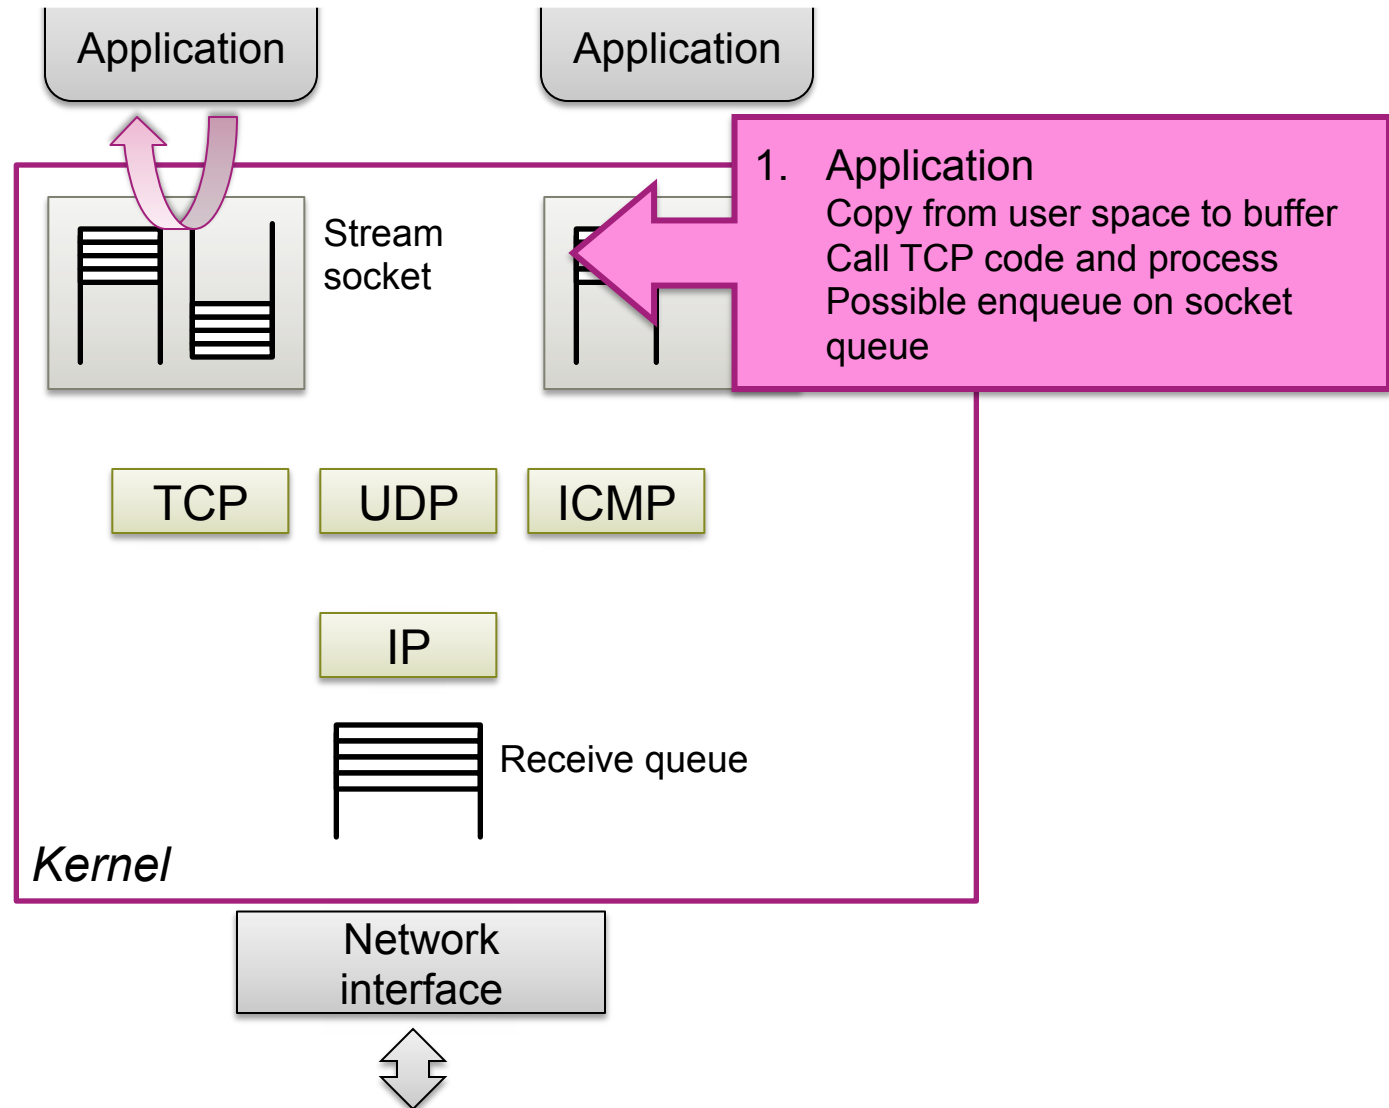 Application
Application
1. Application
Copy from user space to buffer
Call TCP code and process
Possible enqueue on socket
queue
Stream
socket
TCP
UDP
ICMP
IP
Receive queue
Kernel
Network
interface